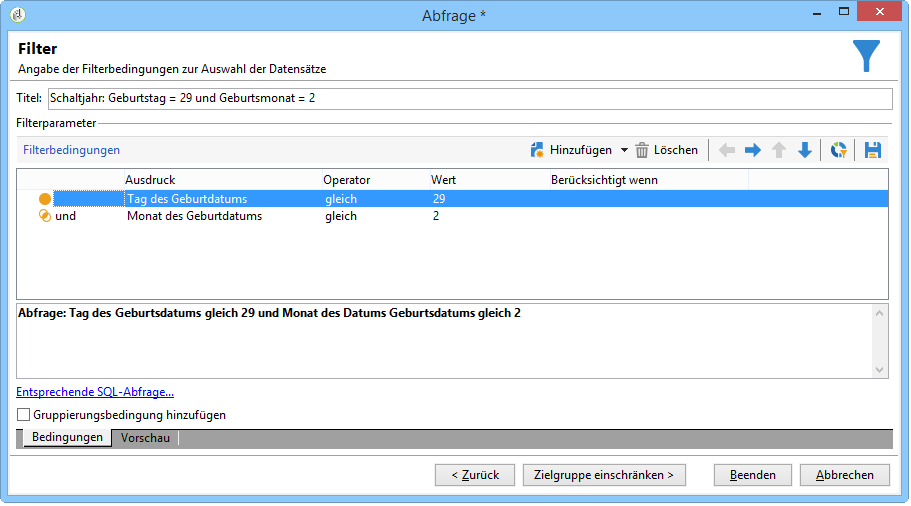 Abfrage *
Filter
Angabe der Filterbedingungen zur Auswahl der Datensätze
Titel: Schaltjahr: Geburtstag = 29 und Geburtsmonat = 2
Filterparameter
Filterbedingungen Hinzufügen Löschen
Ausdruck Operator Wert Berücksichtigt wenn
Tag des Geburtdatums gleich 29
und Monat des Geburtdatums gleich 2
Abfrage: Tag des Geburtsdatums gleich 29 und Monat des Datums Geburtsdatums gleich 2
Entsprechende SQL-Abfrage...
Gruppierungsbedingung hinzufügen
Bedingungen Vorschau
< Zurück Zielgruppe einschränken > Beenden Abbrechen